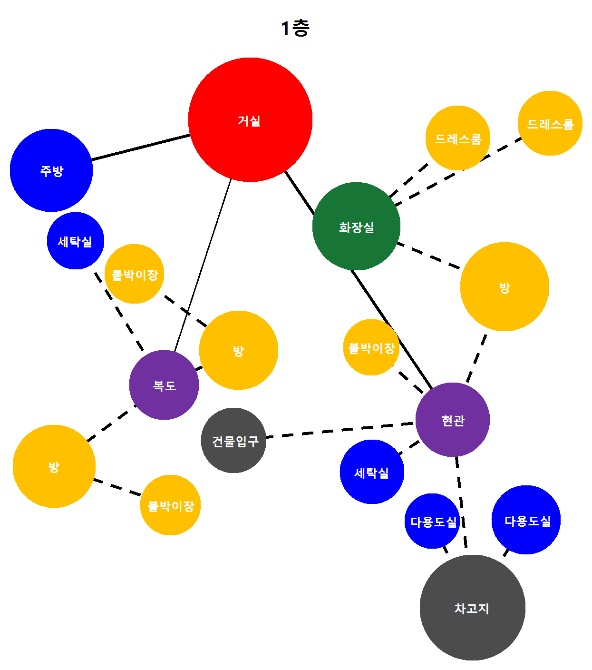 1층
거실
드레스룸
드레스룸
주방
화장실
세탁실
붙박이장
방
방
붙박이장
복도
현관
건물입구
방
세탁실
붙박이장
다용도실
다용도실
차고지